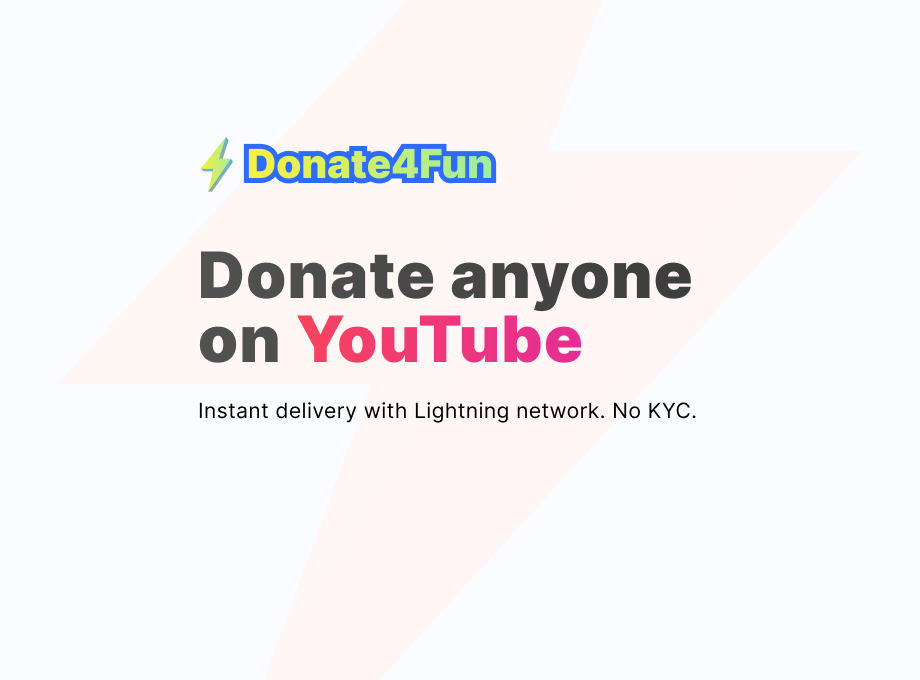 Donate4Fun
Donate anyone
on YouTube
Instant delivery with Lightning network. No KYC.